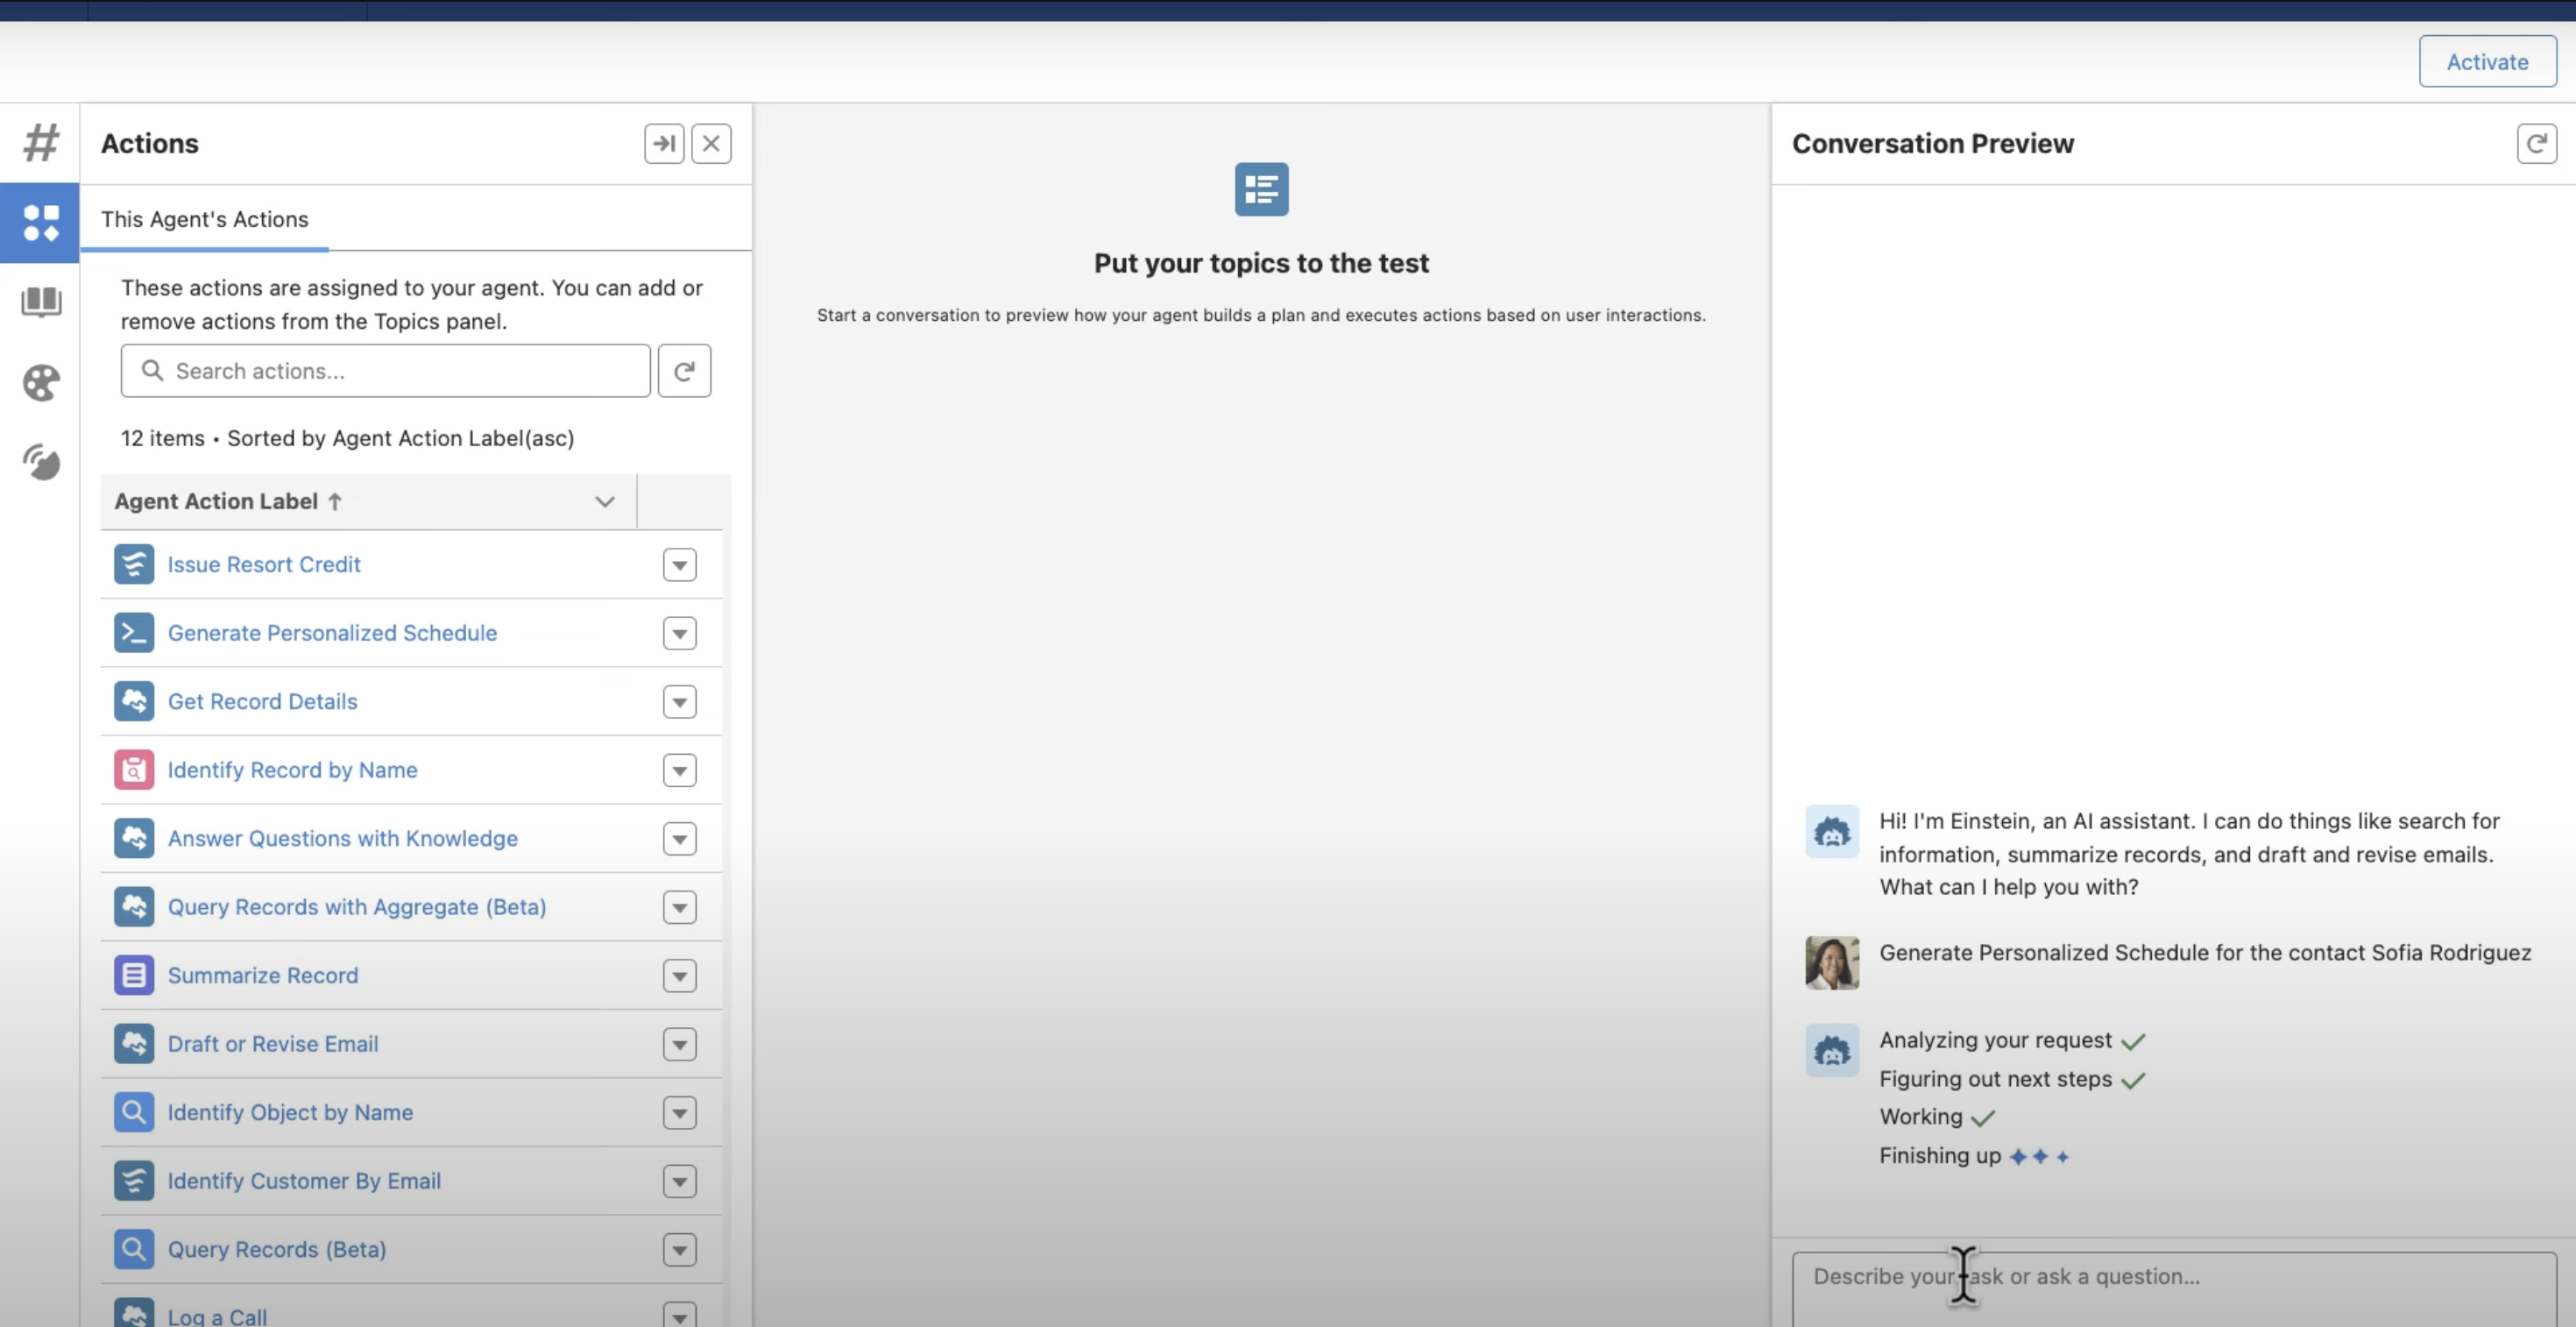 Activate
Actions
This Agent's Actions
These actions are assigned to your agent. You can add or
remove actions from the Topics panel.
Search actions...
12 items • Sorted by Agent Action Label(asc)
Agent Action Label ↑
Issue Resort Credit
Generate Personalized Schedule
Get Record Details
Identify Record by Name
Answer Questions with Knowledge
Query Records with Aggregate (Beta)
Summarize Record
Draft or Revise Email
Identify Object by Name
Identify Customer By Email
Query Records (Beta)
Log a Call
Put your topics to the test
Start a conversation to preview how your agent builds a plan and executes actions based on user interactions.
Conversation Preview
Hi! I'm Einstein, an AI assistant. I can do things like search for
information, summarize records, and draft and revise emails.
What can I help you with?
Generate Personalized Schedule for the contact Sofia Rodriguez
Analyzing your request
Figuring out next steps
Working
Finishing up
Describe your task or ask a question...